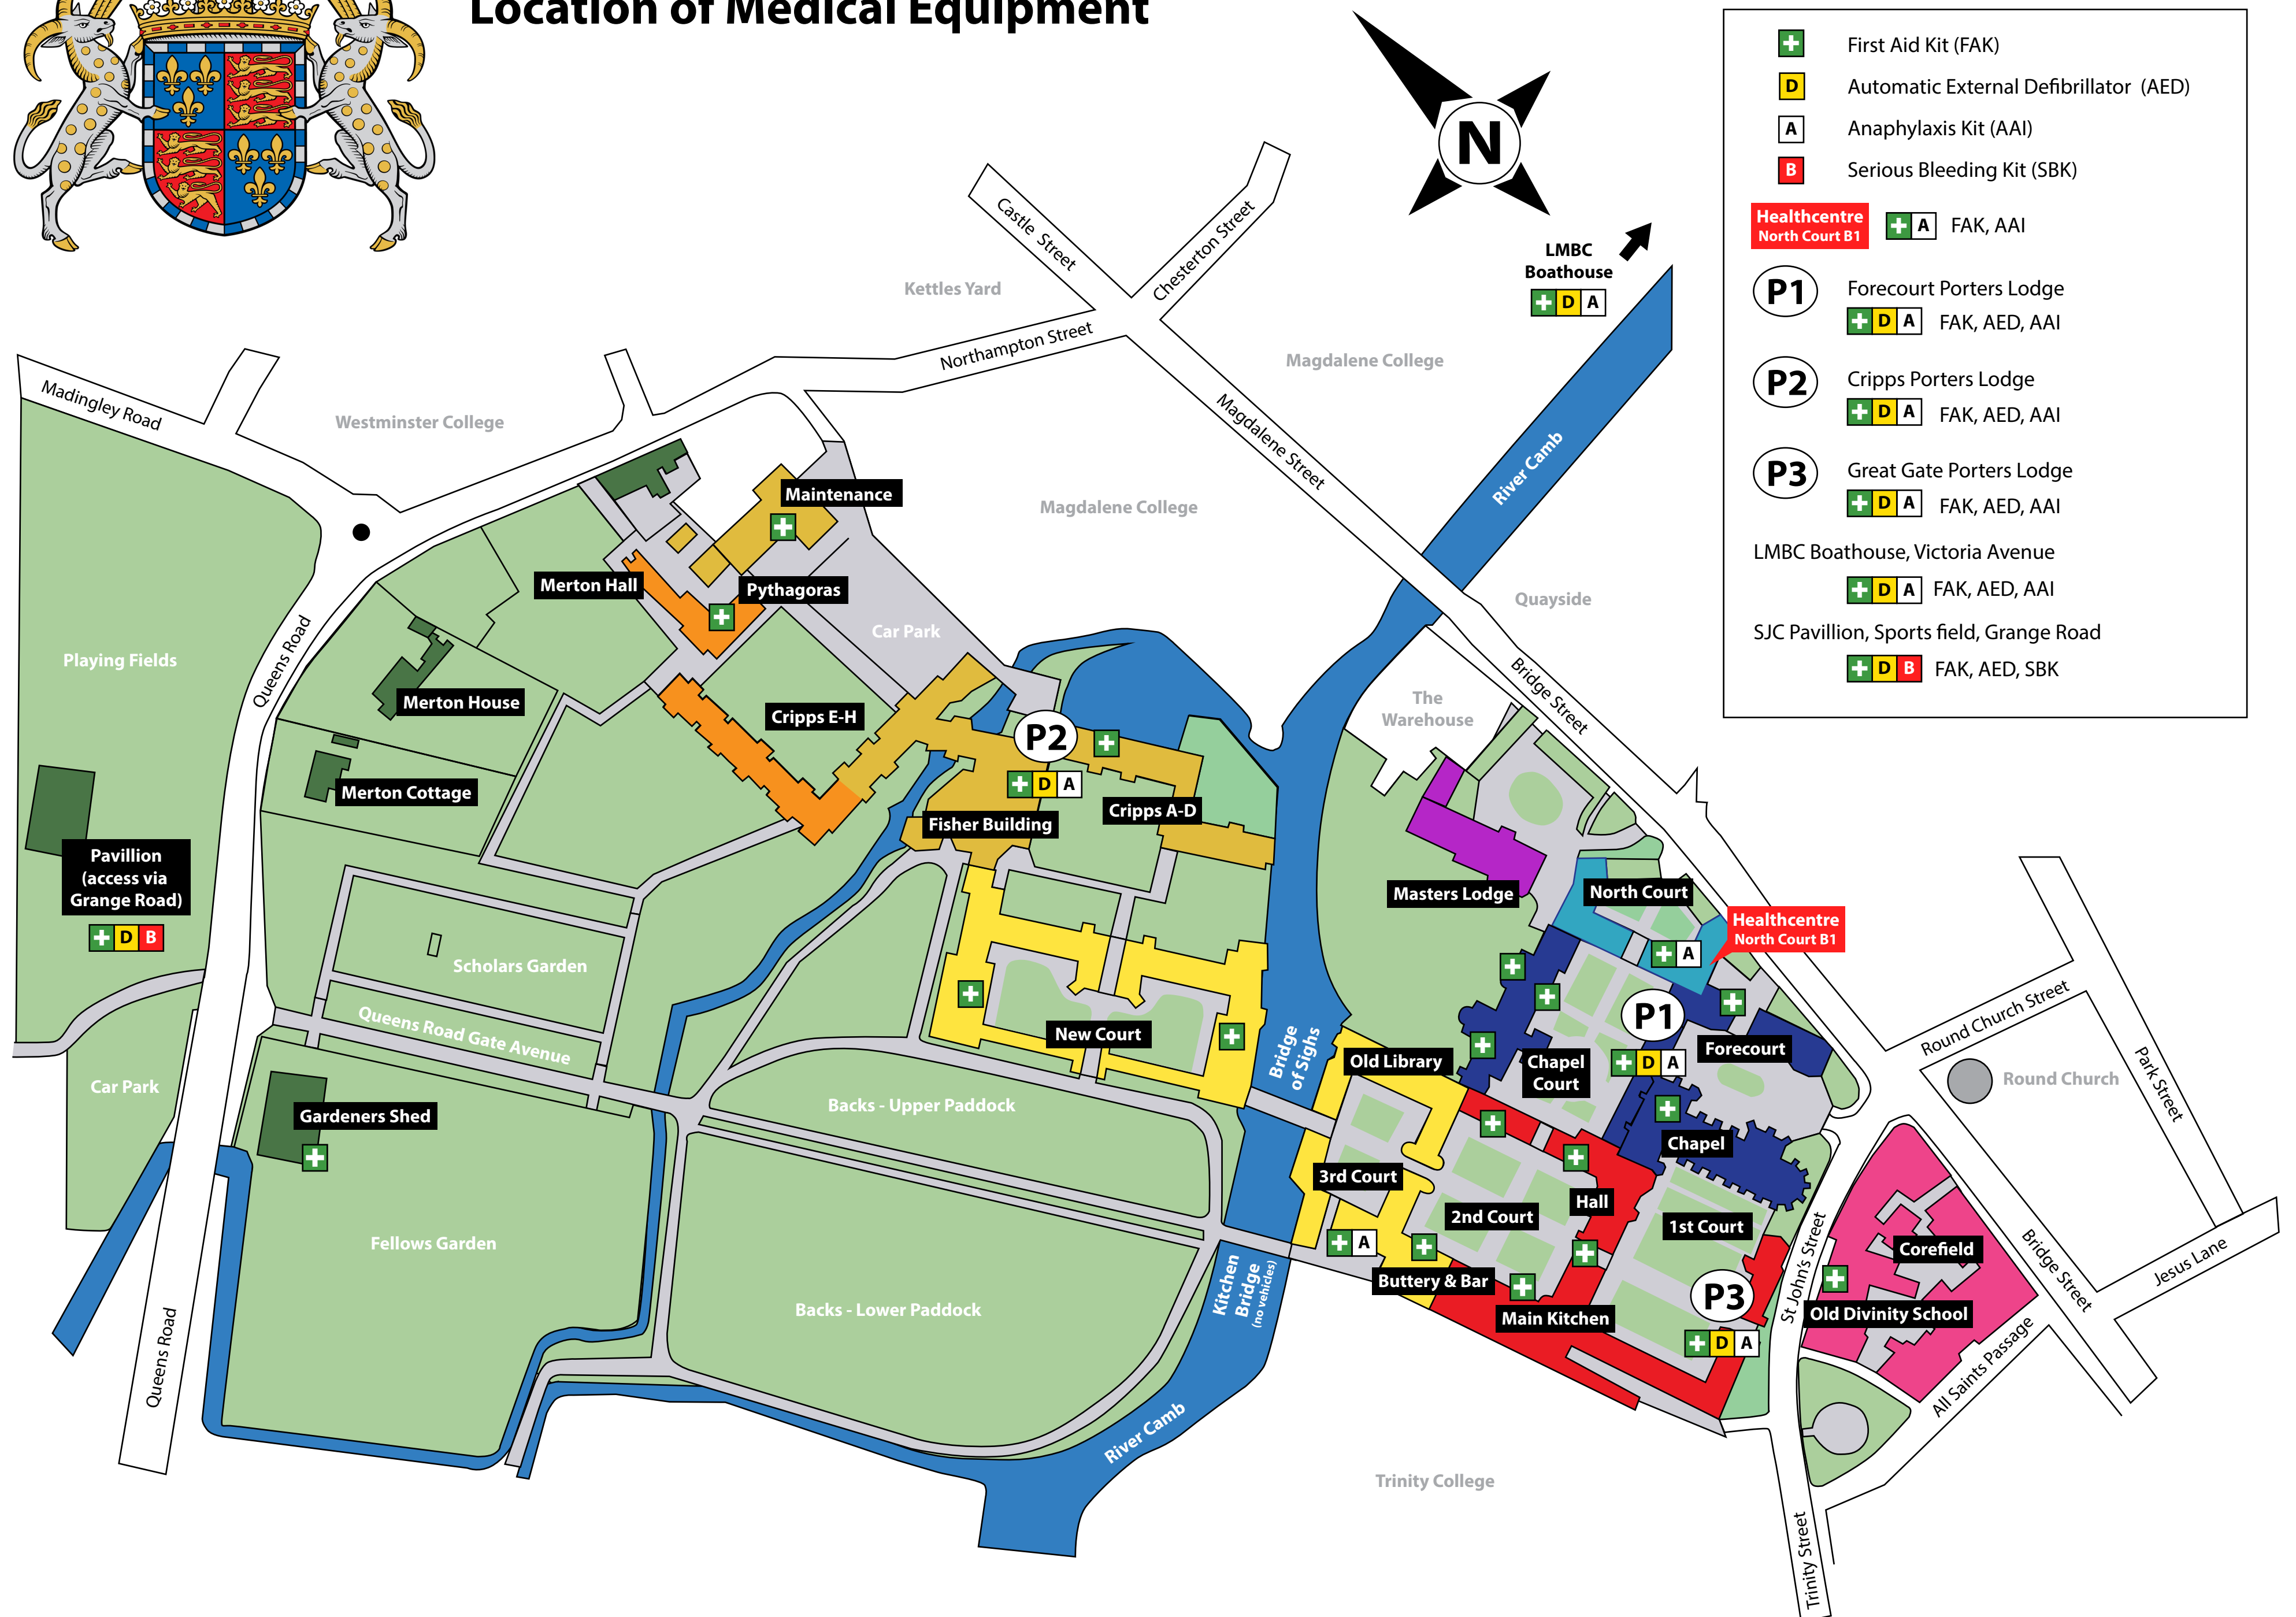 Location of Medical Equipment
N
First Aid Kit (FAK)
D
Automatic External Defibrillator (AED)
A
Anaphylaxis Kit (AAI)
B
Serious Bleeding Kit (SBK)
Healthcentre
North Court B1
A
FAK, AAI
P1
Forecourt Porters Lodge
D A
FAK, AED, AAI
P2
Cripps Porters Lodge
D A
FAK, AED, AAI
P3
Great Gate Porters Lodge
D A
FAK, AED, AAI
LMBC Boathouse, Victoria Avenue
D A
FAK, AED, AAI
SJC Pavillion, Sports field, Grange Road
D B
FAK, AED, SBK
Castle Street
Chesterton Street
LMBC
Boathouse
D A
Kettles Yard
Northampton Street
Magdalene College
Madingley Road
Westminster College
Magdalene Street
River Camb
Maintenance
Magdalene College
Merton Hall
Pythagoras
Quayside
Car Park
Playing Fields
Queens Road
Bridge Street
Merton House
Cripps E-H
The
Warehouse
P2
D A
Merton Cottage
Cripps A-D
Fisher Building
Pavillion
(access via
Grange Road)
D B
Masters Lodge
North Court
Healthcentre
North Court B1
A
Scholars Garden
Queens Road Gate Avenue
New Court
Bridge
of Sighs
P1
D A
Old Library
Chapel
Court
Forecourt
Round Church Street
Round Church
Park Street
Car Park
Gardeners Shed
Backs - Upper Paddock
Chapel
3rd Court
2nd Court
Hall
1st Court
A
Fellows Garden
St John's Street
Corefield
Bridge Street
Jesus Lane
Kitchen
Bridge
(no vehicles)
Buttery & Bar
Main Kitchen
P3
D A
Old Divinity School
Backs - Lower Paddock
Queens Road
All Saints Passage
River Camb
Trinity College
Trinity Street